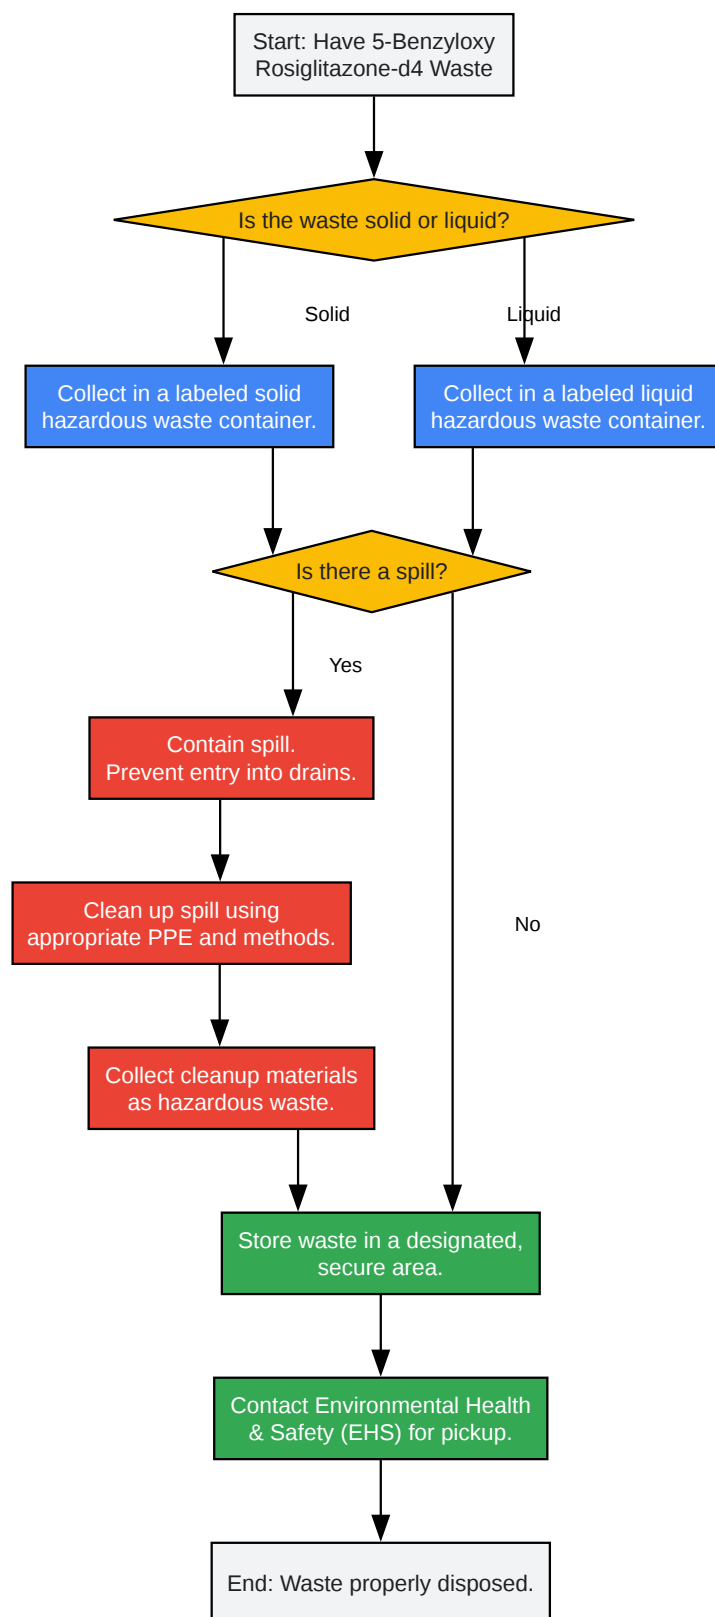 Start: Have 5-Benzyloxy
Rosiglitazone-d4 Waste
Is the waste solid or liquid?
Solid
Liquid
Collect in a labeled solid
hazardous waste container.
Collect in a labeled liquid
hazardous waste container.
Is there a spill?
Yes
Contain spill.
Prevent entry into drains.
Clean up spill using
appropriate PPE and methods.
No
Collect cleanup materials
as hazardous waste.
Store waste in a designated,
secure area.
Contact Environmental Health
& Safety (EHS) for pickup.
End: Waste properly disposed.